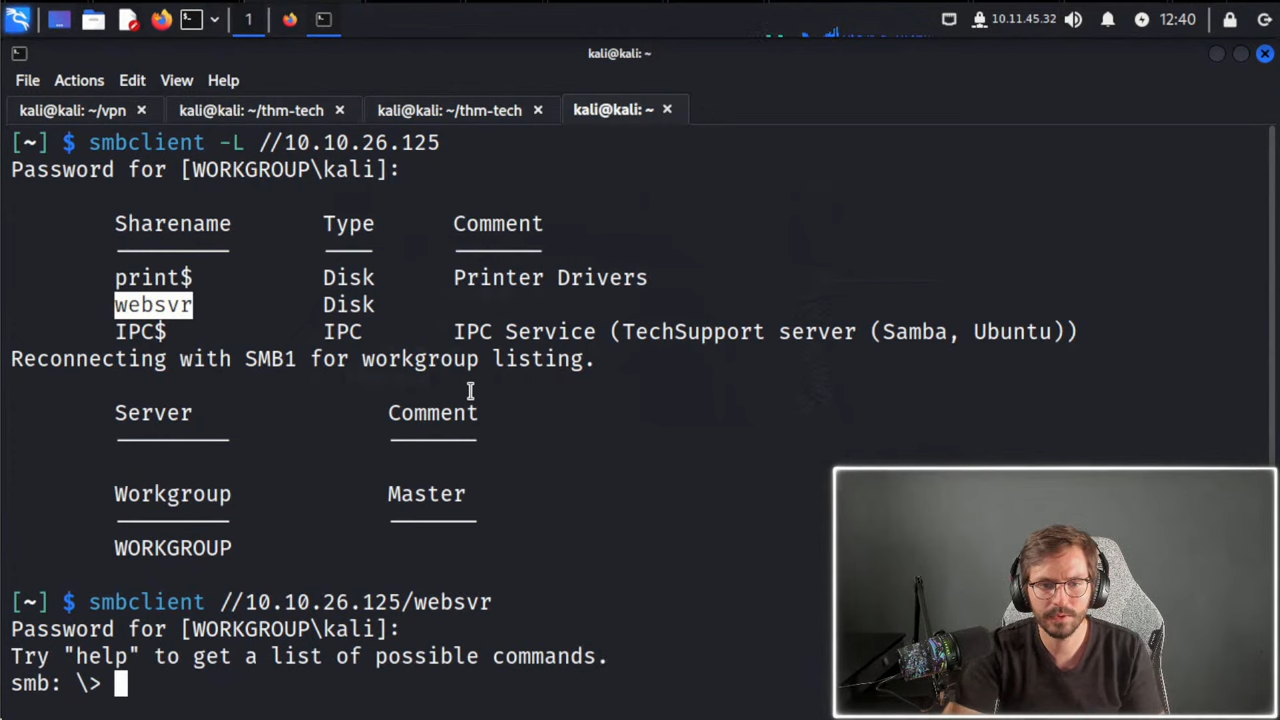 1
10.11.45.32
12:40
kali@kali: ~
File Actions Edit View Help
kali@kali: ~/vpn
kali@kali: ~/thm-tech
kali@kali: ~/thm-tech
kali@kali: ~
[~] $ smbclient -L //10.10.26.125
Password for [WORKGROUP\kali]:
Sharename Type Comment
print$ Disk Printer Drivers
websvr Disk
IPC$ IPC IPC Service (TechSupport server (Samba, Ubuntu))
Reconnecting with SMB1 for workgroup listing.
Server Comment
Workgroup Master
WORKGROUP
[~] $ smbclient //10.10.26.125/websvr
Password for [WORKGROUP\kali]:
Try "help" to get a list of possible commands.
smb: \>